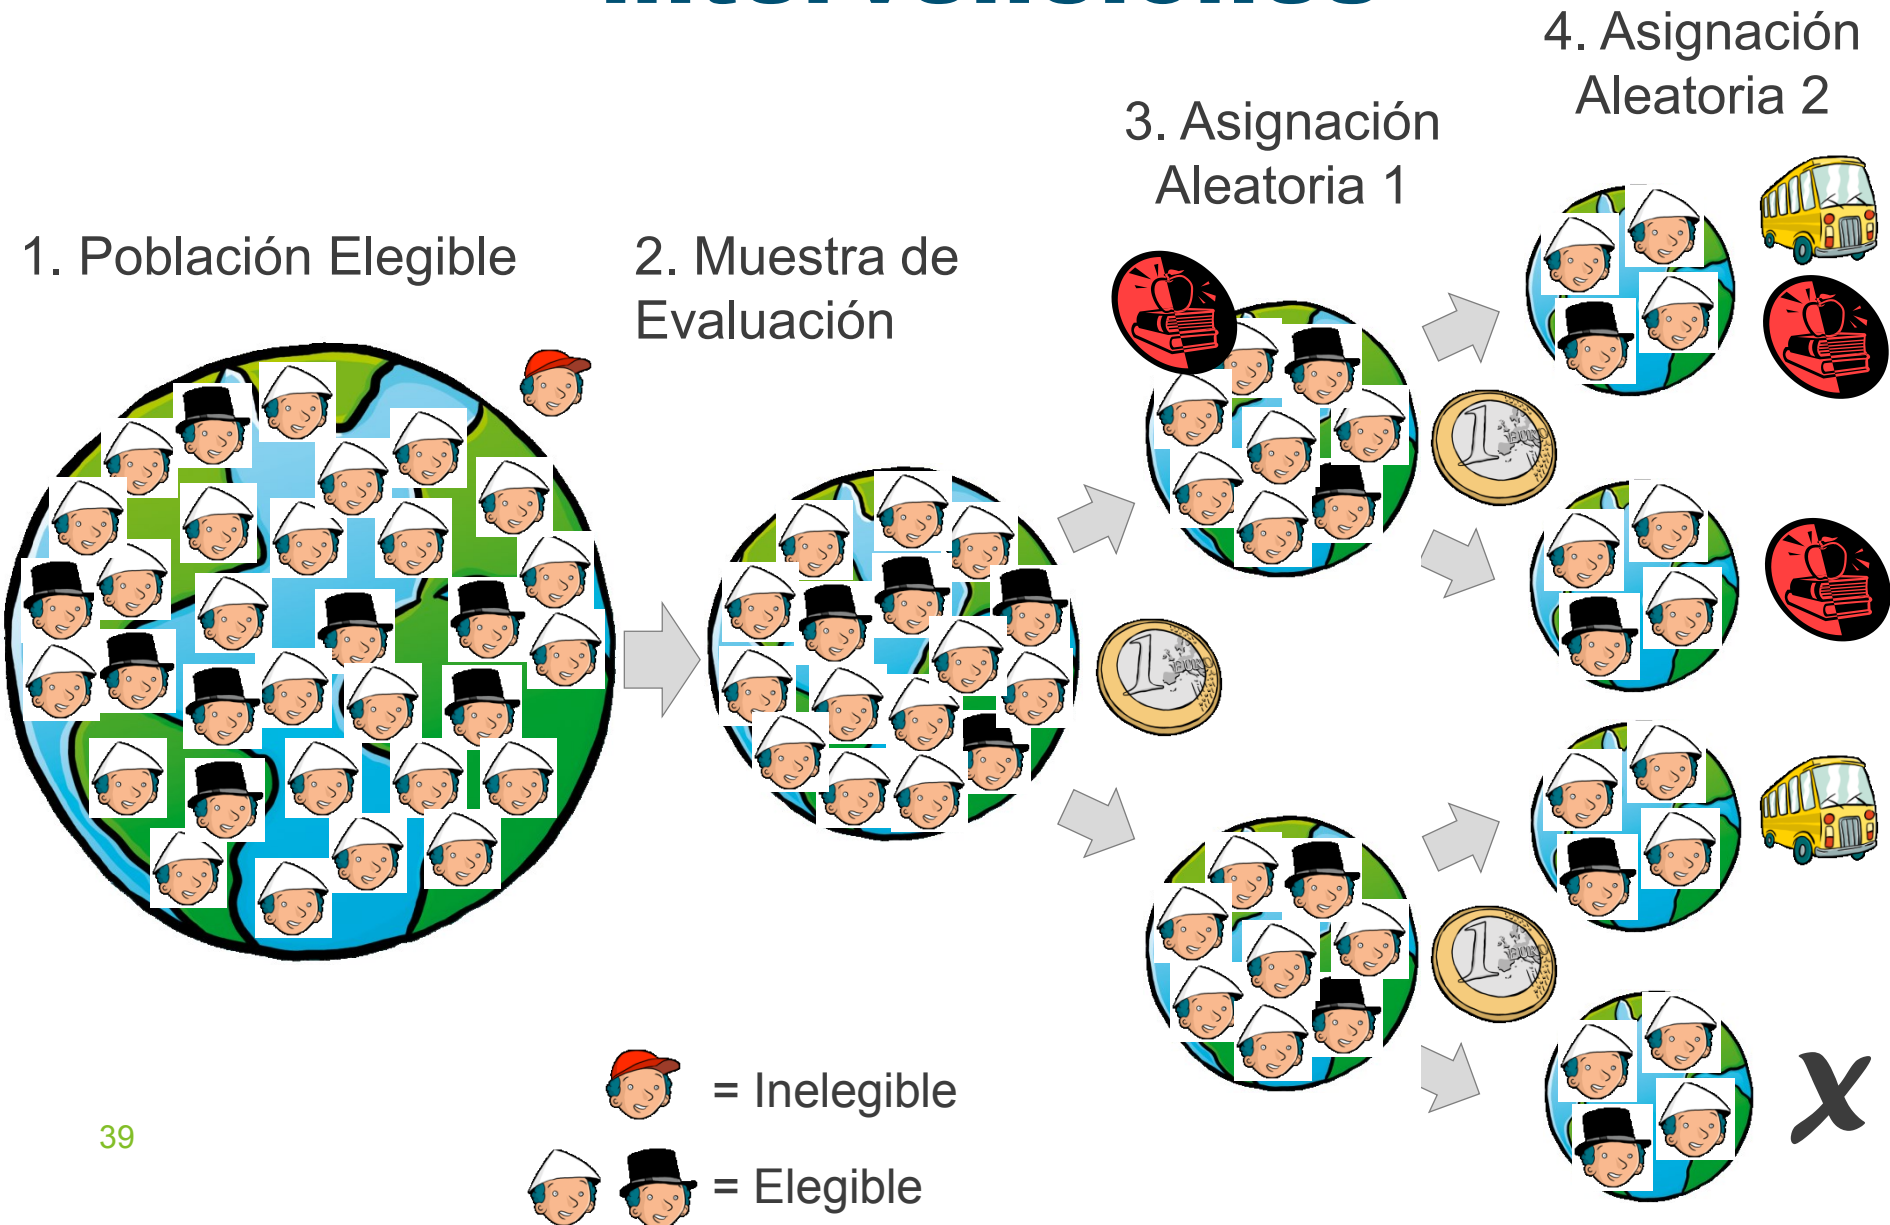 4. Asignación
Aleatoria 2
3. Asignación
Aleatoria 1
1. Población Elegible
2. Muestra de
Evaluación
= Inelegible
= Elegible
39